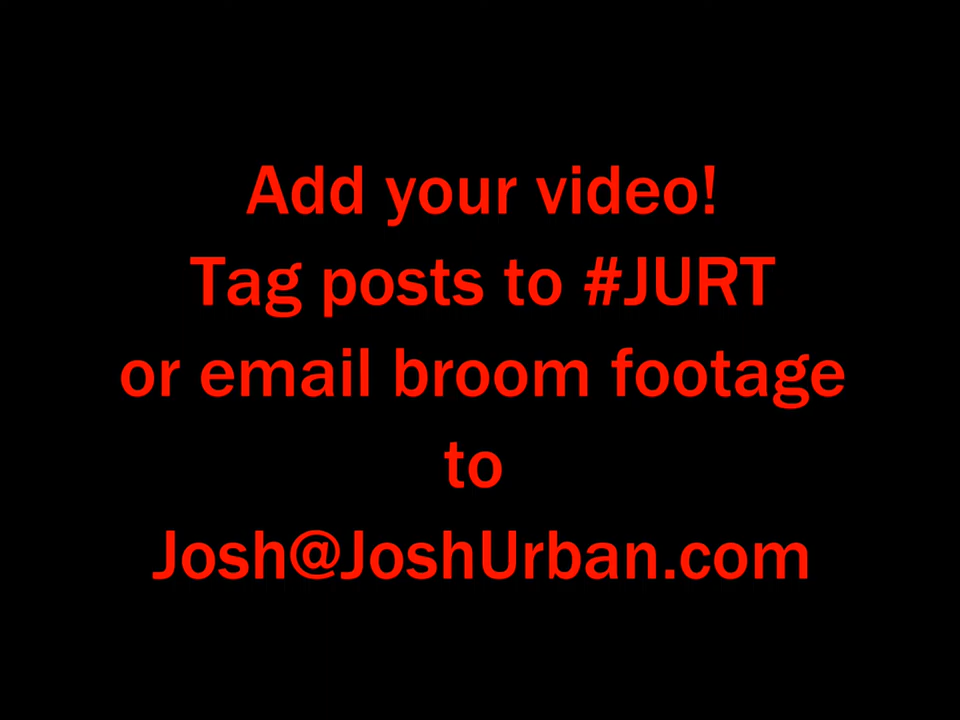 Add your video!
Tag posts to #JURT
or email broom footage
to
Josh@JoshUrban.com